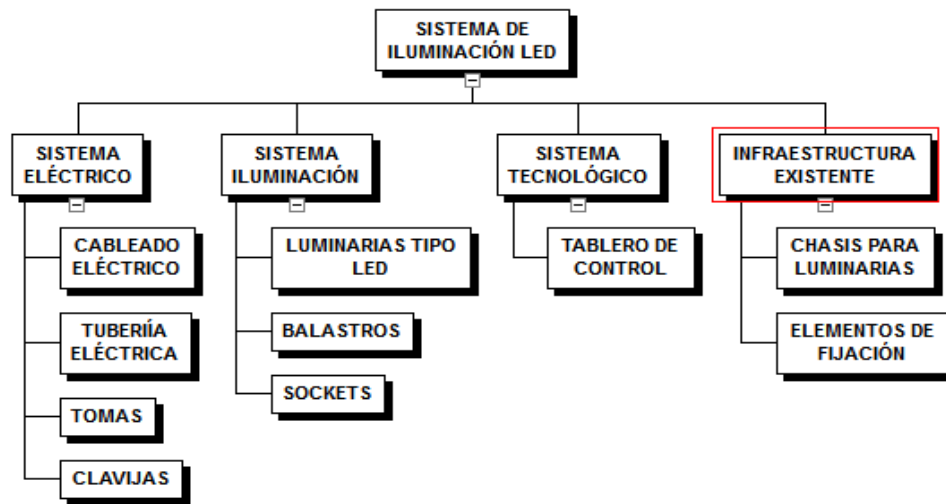 SISTEMA DE
ILUMINACIÓN LED
SISTEMA
ELÉCTRICO
CABLEADO
ELÉCTRICO
TUBERIÍA
ELÉCTRICA
TOMAS
CLAVIJAS
SISTEMA
ILUMINACIÓN
LUMINARIAS TIPO
LED
BALASTROS
SOCKETS
SISTEMA
TECNOLÓGICO
TABLERO DE
CONTROL
INFRAESTRUCTURA
EXISTENTE
CHASIS PARA
LUMINARIAS
ELEMENTOS DE
FIJACIÓN